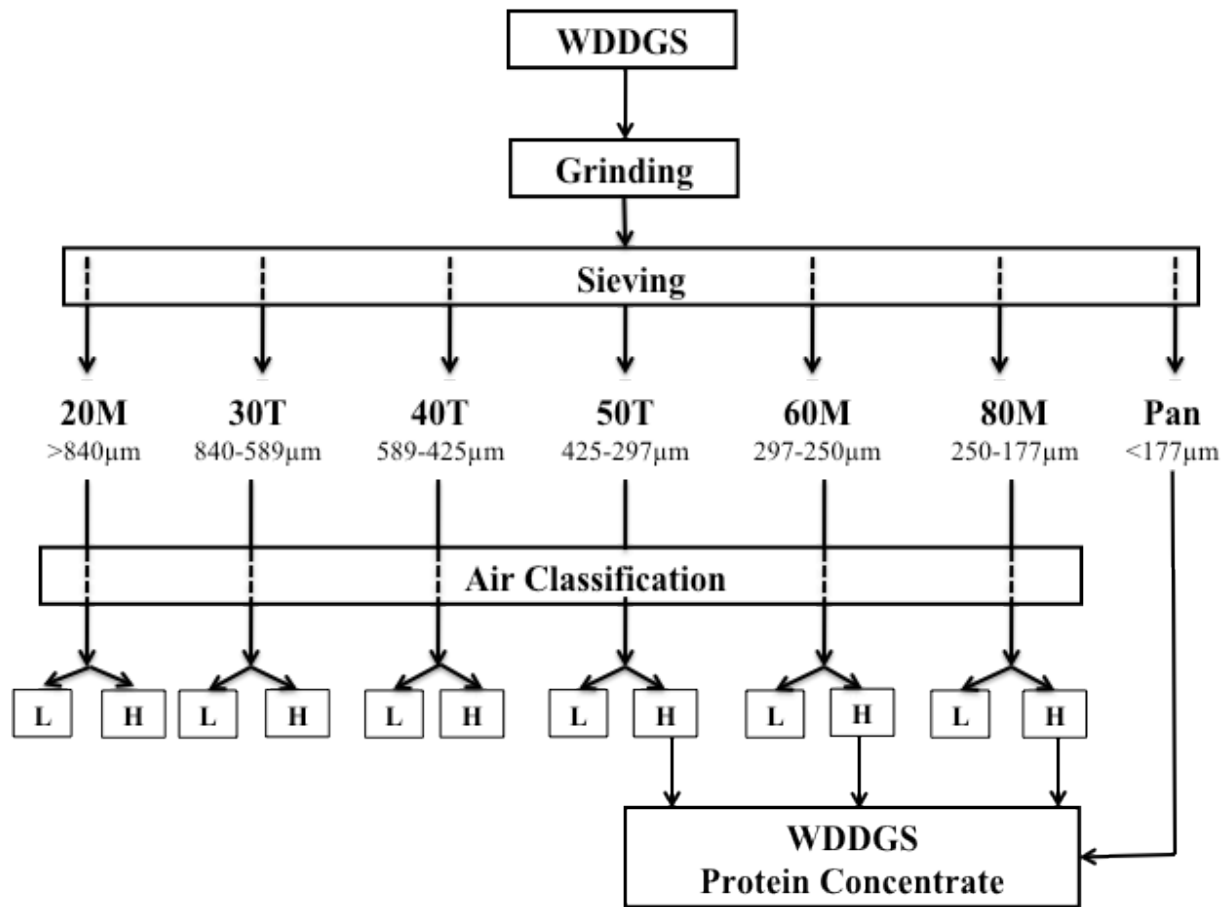 WDDGS
Grinding
Sieving
20M 30T 40T 50T 60M 80M Pan
>840µm 840-589µm 589-425µm 425-297µm 297-250µm 250-177µm <177µm
Air Classification
L H L H L H L H L H L H
WDDGS
Protein Concentrate